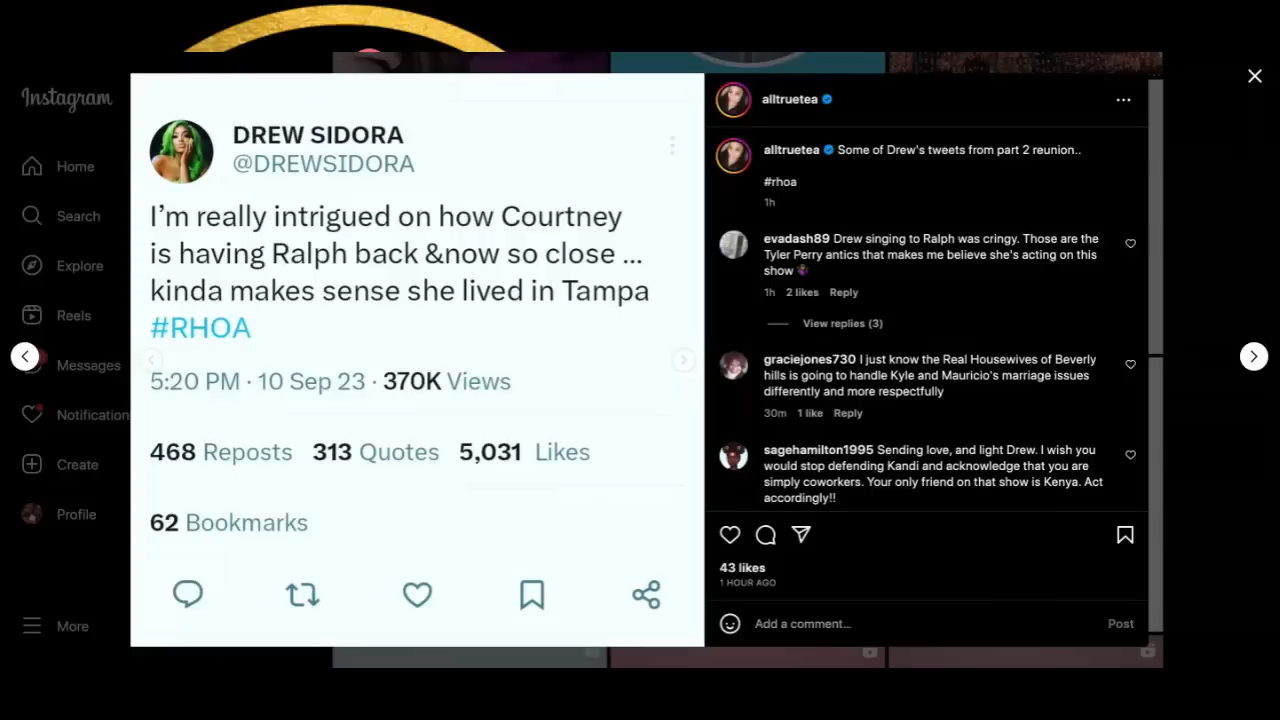 Instagram
Home
Search
Explore
Reels
Messages
Notification
Create
Profile
More
DREW SIDORA
@DREWSIDORA
I’m really intrigued on how Courtney
is having Ralph back &now so close ...
kinda makes sense she lived in Tampa
#RHOA
5:20 PM · 10 Sep 23 · 370K Views
468 Reposts 313 Quotes 5,031 Likes
62 Bookmarks
alltruetea
alltruetea Some of Drew's tweets from part 2 reunion..
#rhoa
1h
evadash89 Drew singing to Ralph was cringy. Those are the
Tyler Perry antics that makes me believe she's acting on this
show
1h 2 likes Reply
View replies (3)
graciejones730 I just know the Real Housewives of Beverly
hills is going to handle Kyle and Mauricio's marriage issues
differently and more respectfully
30m 1 like Reply
sagehamilton1995 Sending love, and light Drew. I wish you
would stop defending Kandi and acknowledge that you are
simply coworkers. Your only friend on that show is Kenya. Act
accordingly!!
43 likes
1 HOUR AGO
Add a comment...
Post